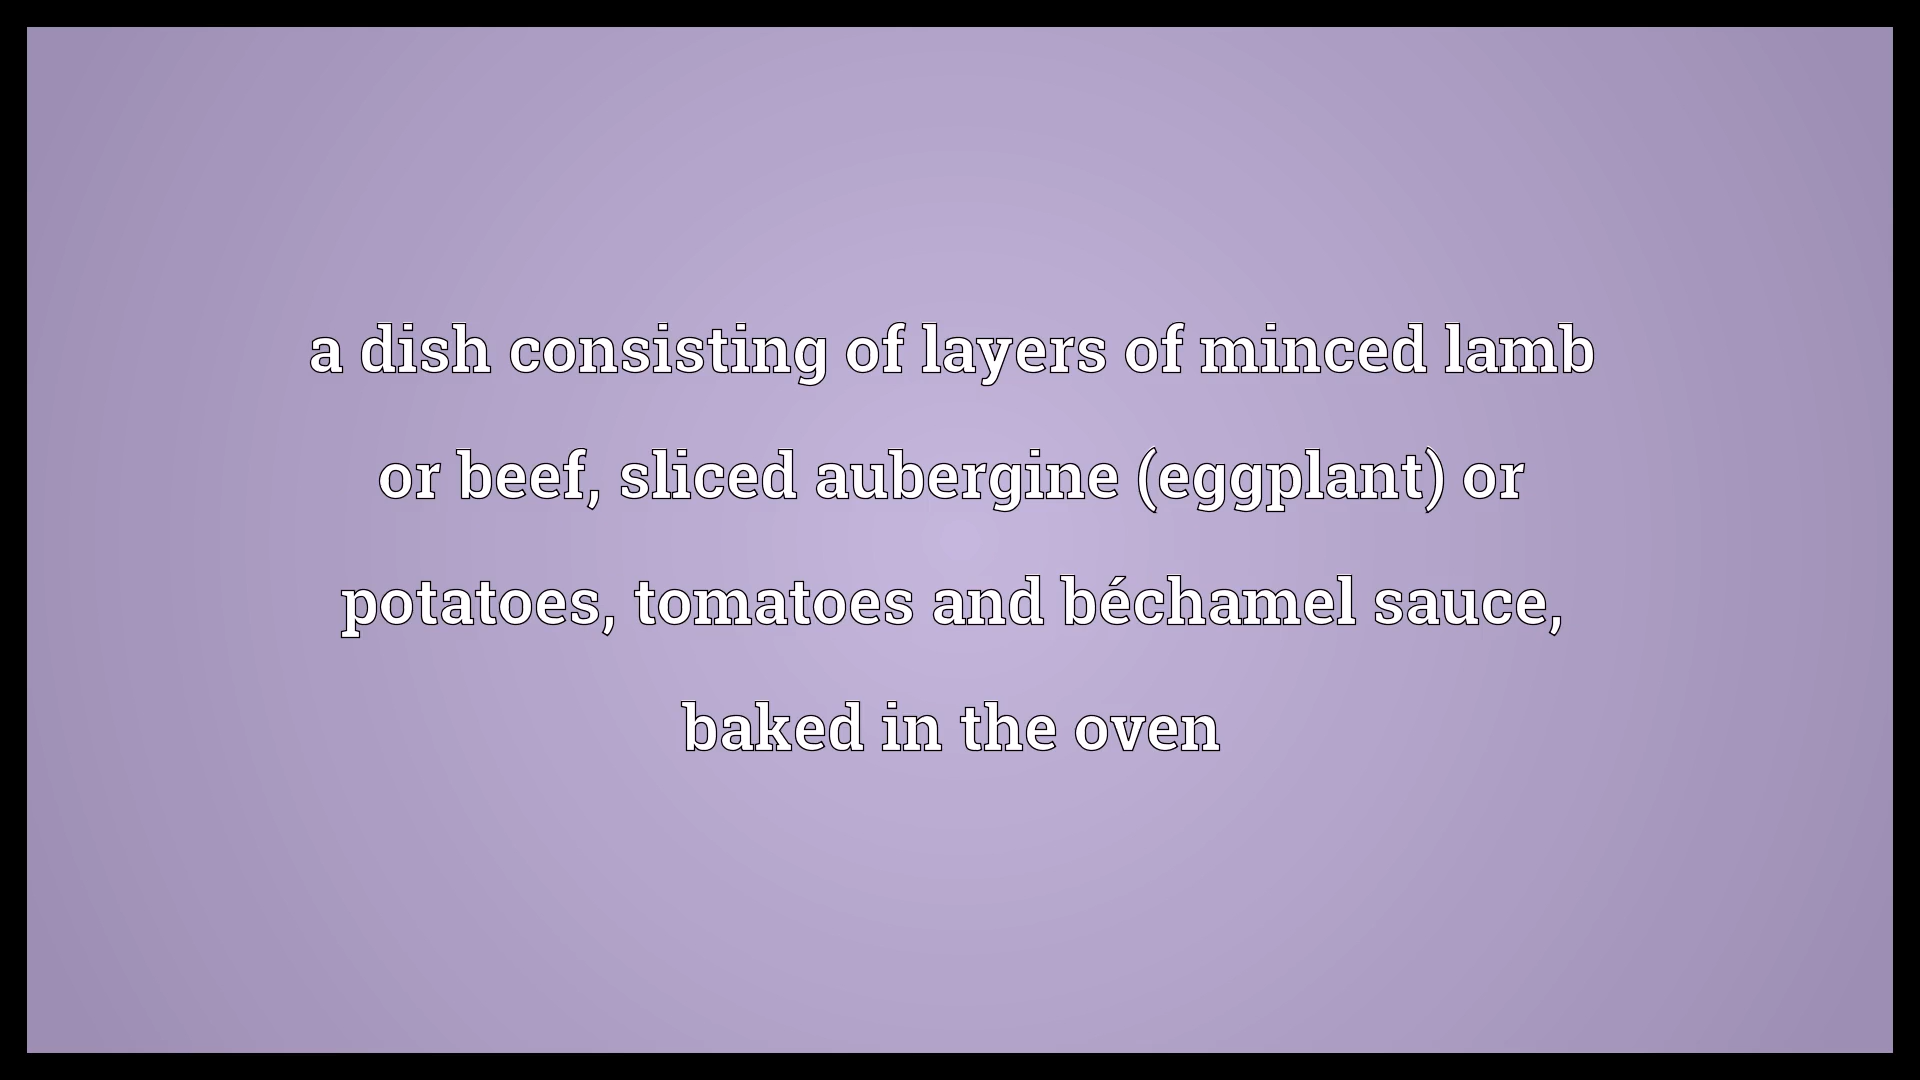 a dish consisting of layers of minced lamb
or beef, sliced aubergine (eggplant) or
potatoes, tomatoes and béchamel sauce,
baked in the oven